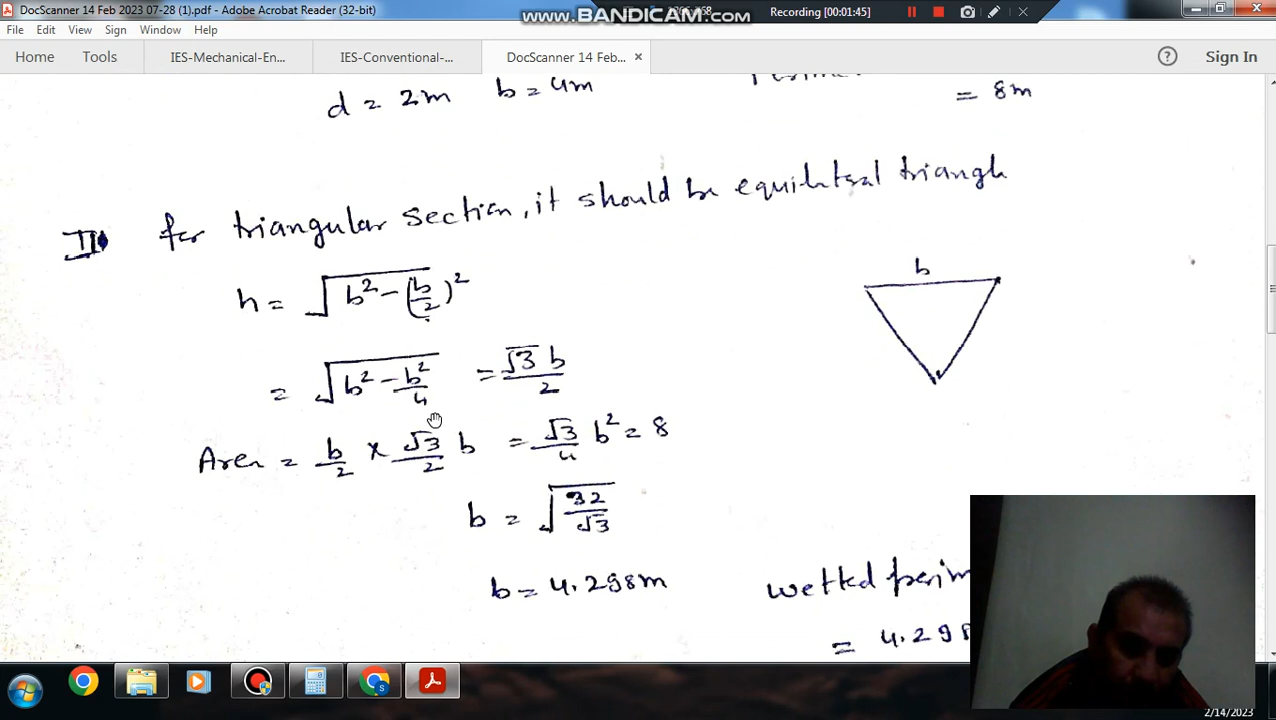 DocScanner 14 Feb 2023 07-28 (1).pdf - Adobe Acrobat Reader (32-bit)
www.BANDICAM.com
Recording [00:01:45]
File Edit View Sign Window Help
Home Tools IES-Mechanical-En... IES-Conventional-... DocScanner 14 Feb... × ? Sign In
d = 2m b = 4m
= 8m
II for triangular section, it should be equilateral triangle
b
h = √b² - (b/2)²
= √b² - b²/4 = √3 b/2
Area = b/2 × √3/2 b = √3/4 b² = 8
b = √32/√3
b = 4.298m wetted perim
= 4.29
2/14/2023